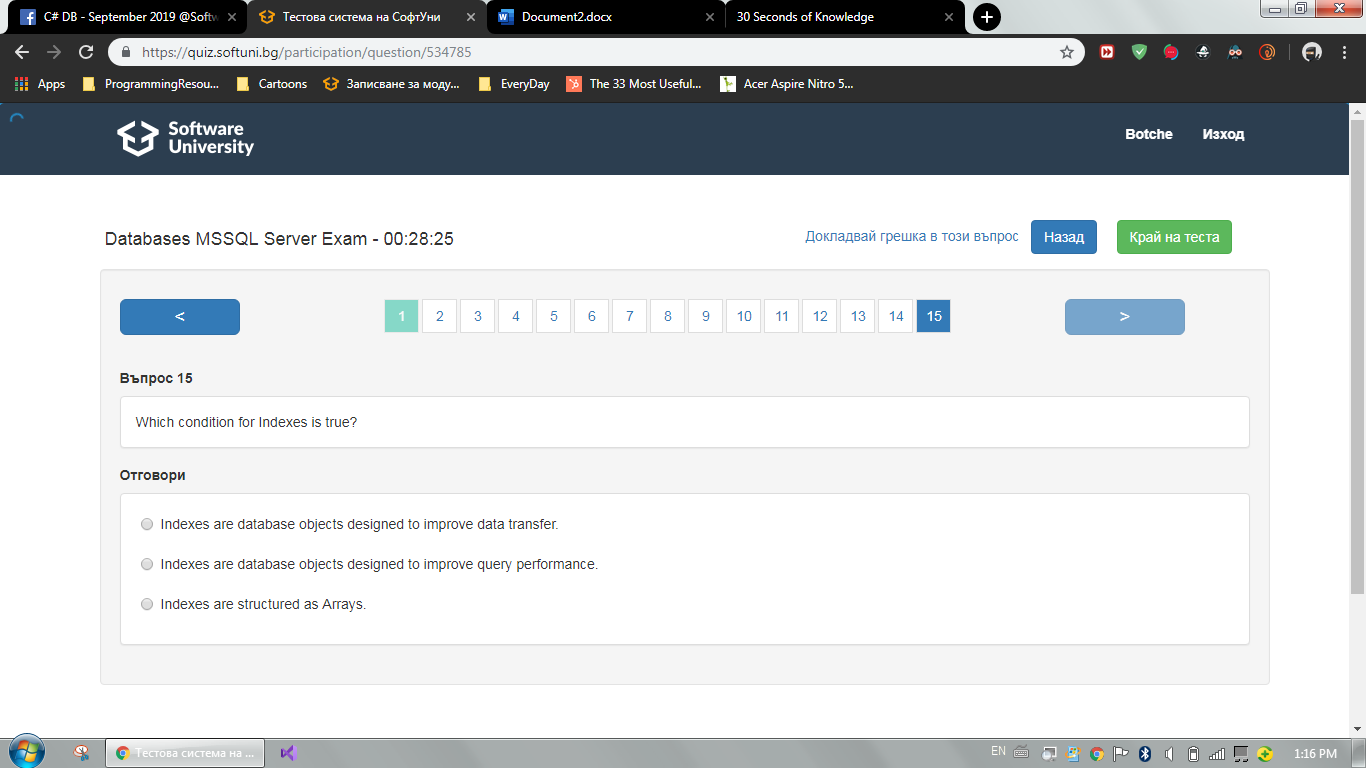 C# DB - September 2019 @Softw
Тестова система на СофтУни
Document2.docx
30 Seconds of Knowledge
https://quiz.softuni.bg/participation/question/534785
Apps
ProgrammingResou...
Cartoons
Записване за моду...
EveryDay
The 33 Most Useful...
Acer Aspire Nitro 5...
Software
University
Botche
Изход
Databases MSSQL Server Exam - 00:28:25
Докладвай грешка в този въпрос
Назад
Край на теста
<
1 2 3 4 5 6 7 8 9 10 11 12 13 14 15
>
Въпрос 15
Which condition for Indexes is true?
Отговори
Indexes are database objects designed to improve data transfer.
Indexes are database objects designed to improve query performance.
Indexes are structured as Arrays.
Тестова система на ...
EN
1:16 PM